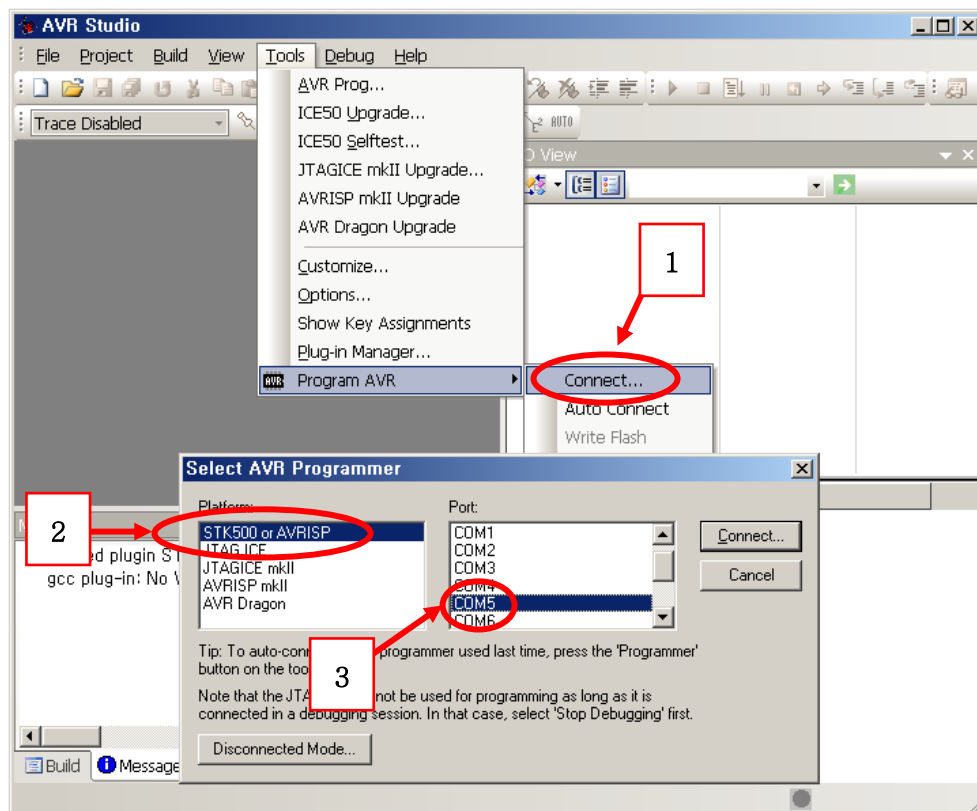 AVR Studio
File Project Build View Tools Debug Help
Trace Disabled
AUTO
AVR Prog...
ICE50 Upgrade...
ICE50 Selftest...
JTAGICE mkII Upgrade...
AVRISP mkII Upgrade
AVR Dragon Upgrade
Customize...
Options...
Show Key Assignments
Plug-in Manager...
AVR Program AVR
View
1
Connect...
Auto Connect
Write Flash
Select AVR Programmer
Platform:
STK500 or AVRISP
JTAG ICE
JTAGICE mkII
AVRISP mkII
AVR Dragon
Port:
COM1
COM2
COM3
COM4
COM5
COM6
Connect...
Cancel
2
3
Tip: To auto-con programmer used last time, press the 'Programmer'
button on the too
Note that the JTA not be used for programming as long as it is
connected in a debugging session. In that case, select 'Stop Debugging' first.
Disconnected Mode...
ed plugin ST
gcc plug-in: No
Build Message